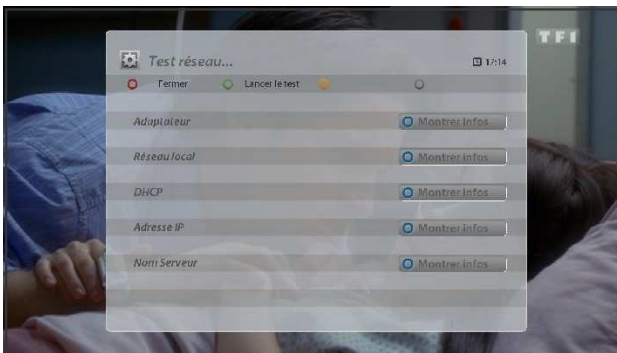 TF1
Test réseau...
17:14
Fermer Lancer le test
Adaptateur Montrer infos
Réseau local Montrer infos
DHCP Montrer infos
Adresse IP Montrer infos
Nom Serveur Montrer infos